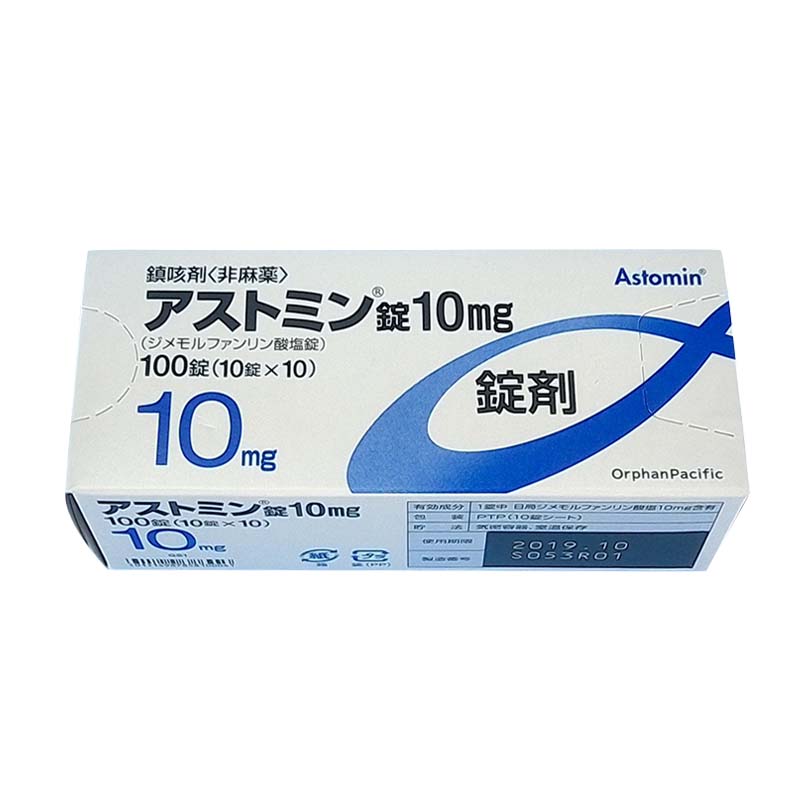 鎮咳剤〈非麻薬〉
アストミン®錠10mg
(ジメモルファンリン酸塩錠)
100錠(10錠×10)
10mg
Astomin®
錠剤
OrphanPacific
アストミン®錠10mg
100錠(10錠×10)
10mg
有効成分 1錠中 日局ジメモルファンリン酸塩10mg含有
包装 PTP(10錠シート)
貯法 気密容器、室温保存
使用期限 2019.10
製造番号 S053R01
紙
プラ
箱
袋(PP)